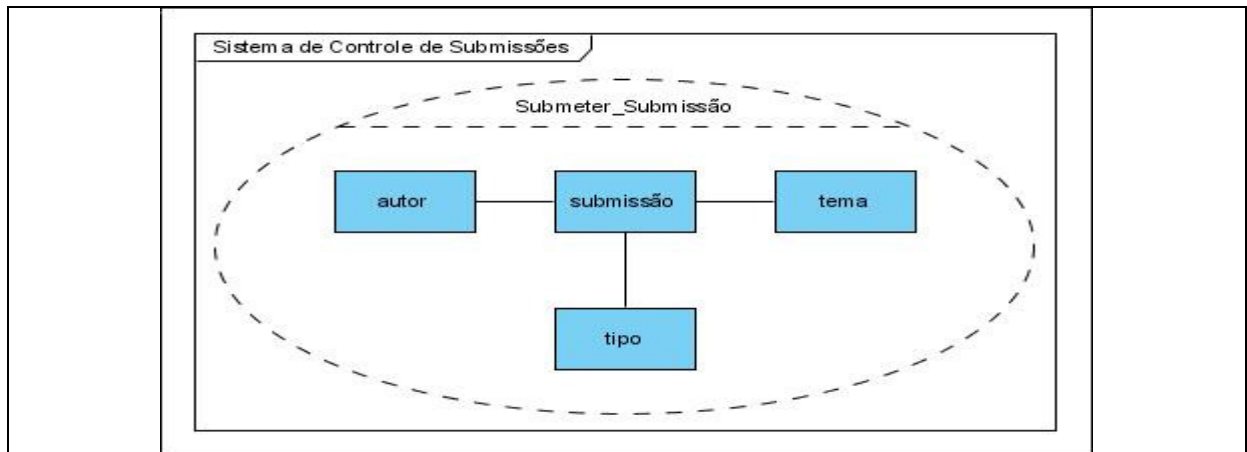 Sistema de Controle de Submissões
Submeter_Submissão
autor
submissão
tema
tipo